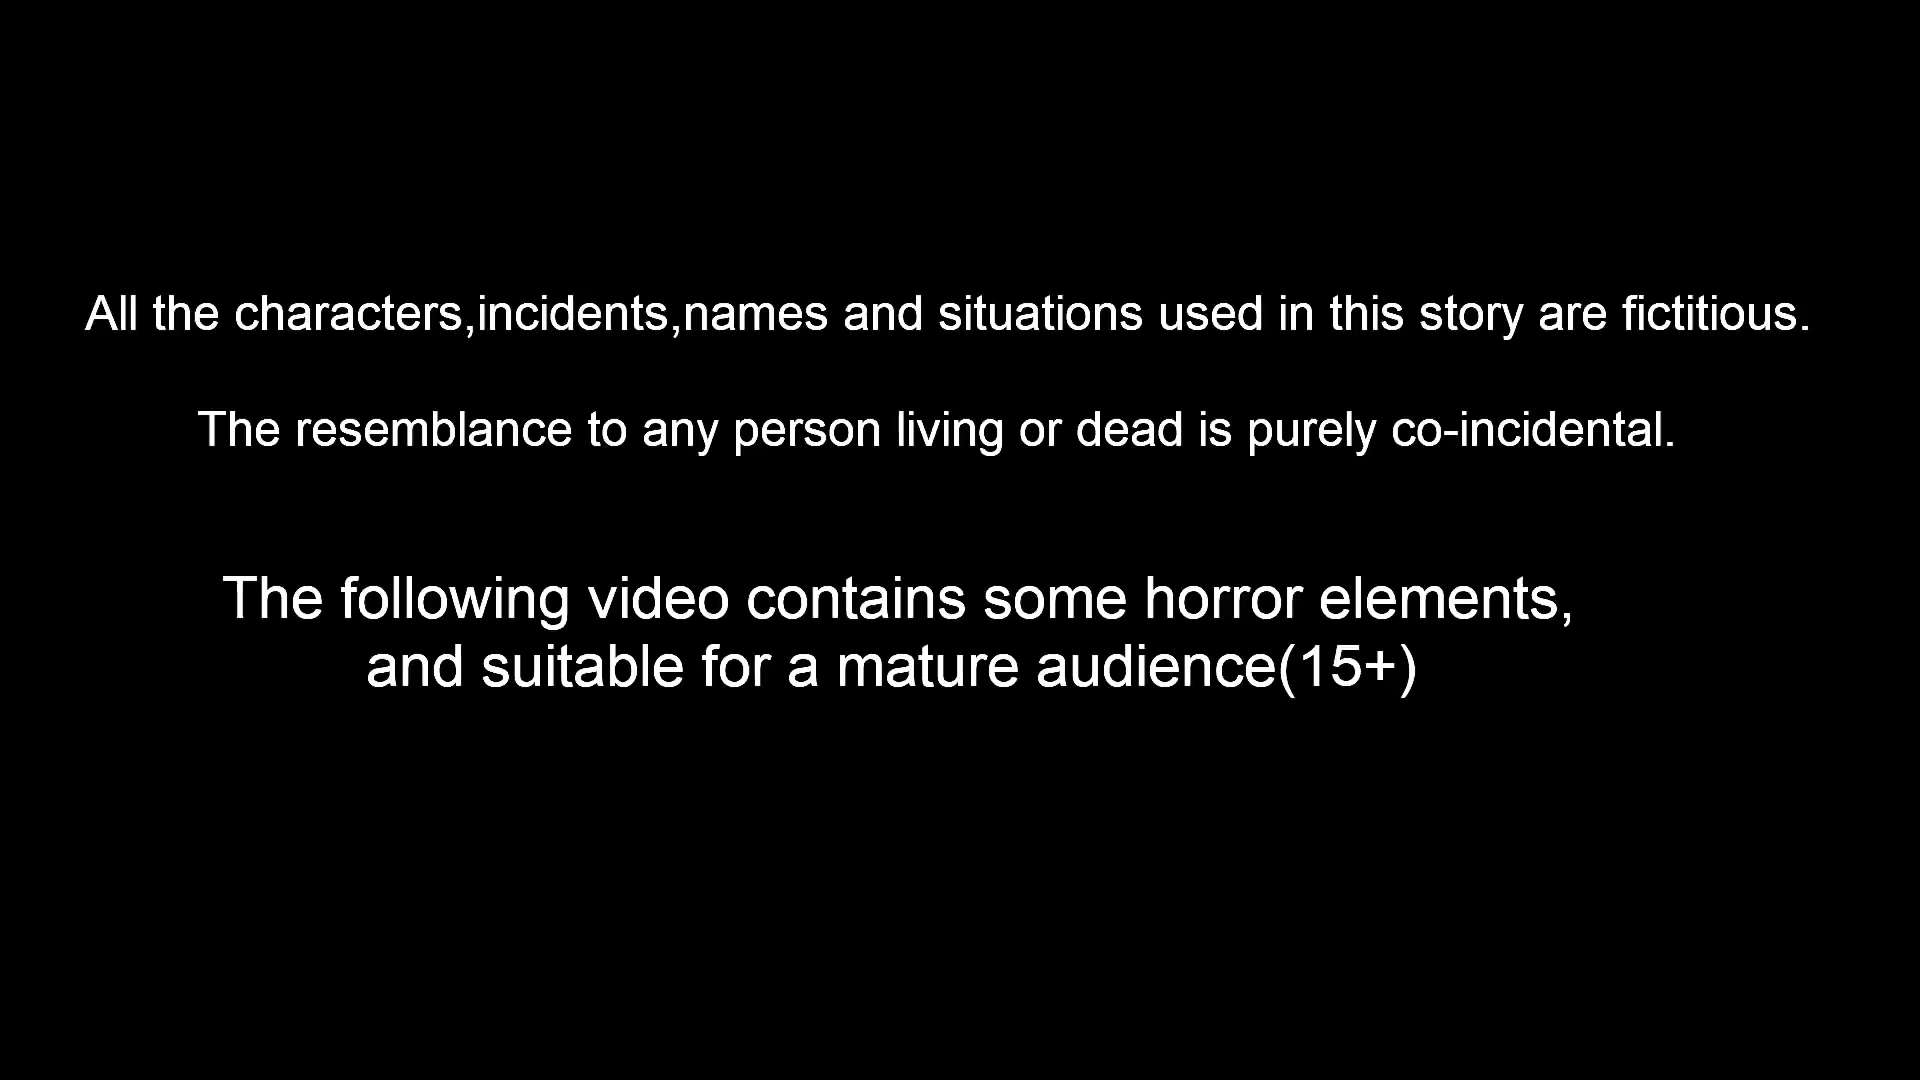 All the characters,incidents,names and situations used in this story are fictitious.
The resemblance to any person living or dead is purely co-incidental.
The following video contains some horror elements,
and suitable for a mature audience(15+)